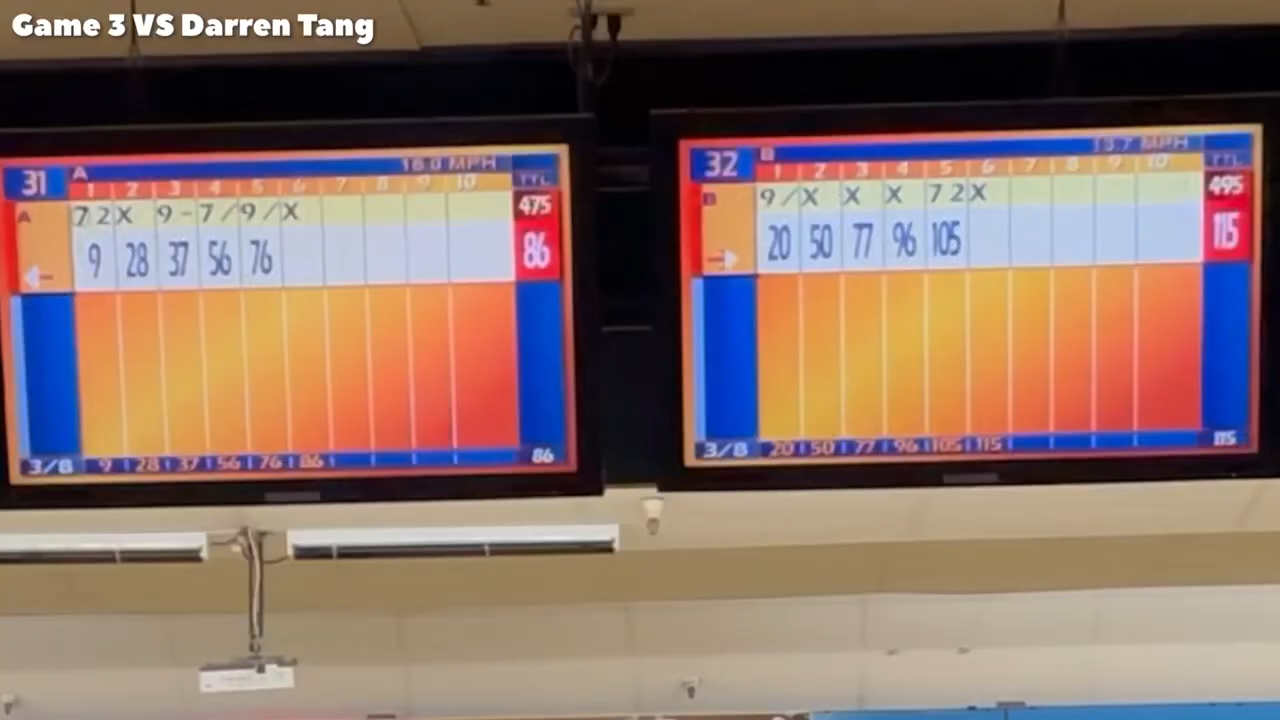 Game 3 VS Darren Tang
31 A 16.0 MPH
1 2 3 4 5 6 7 8 9 10 TTL
A 7 2 X 9 - 7 / 9 / X 475
9 28 37 56 76 86
3/8 9 28 37 56 76 86 86
32 B 13.7 MPH
1 2 3 4 5 6 7 8 9 10 TTL
B 9 / X X X 7 2 X 495
20 50 77 96 105 115
3/8 20 50 77 96 105 115 115